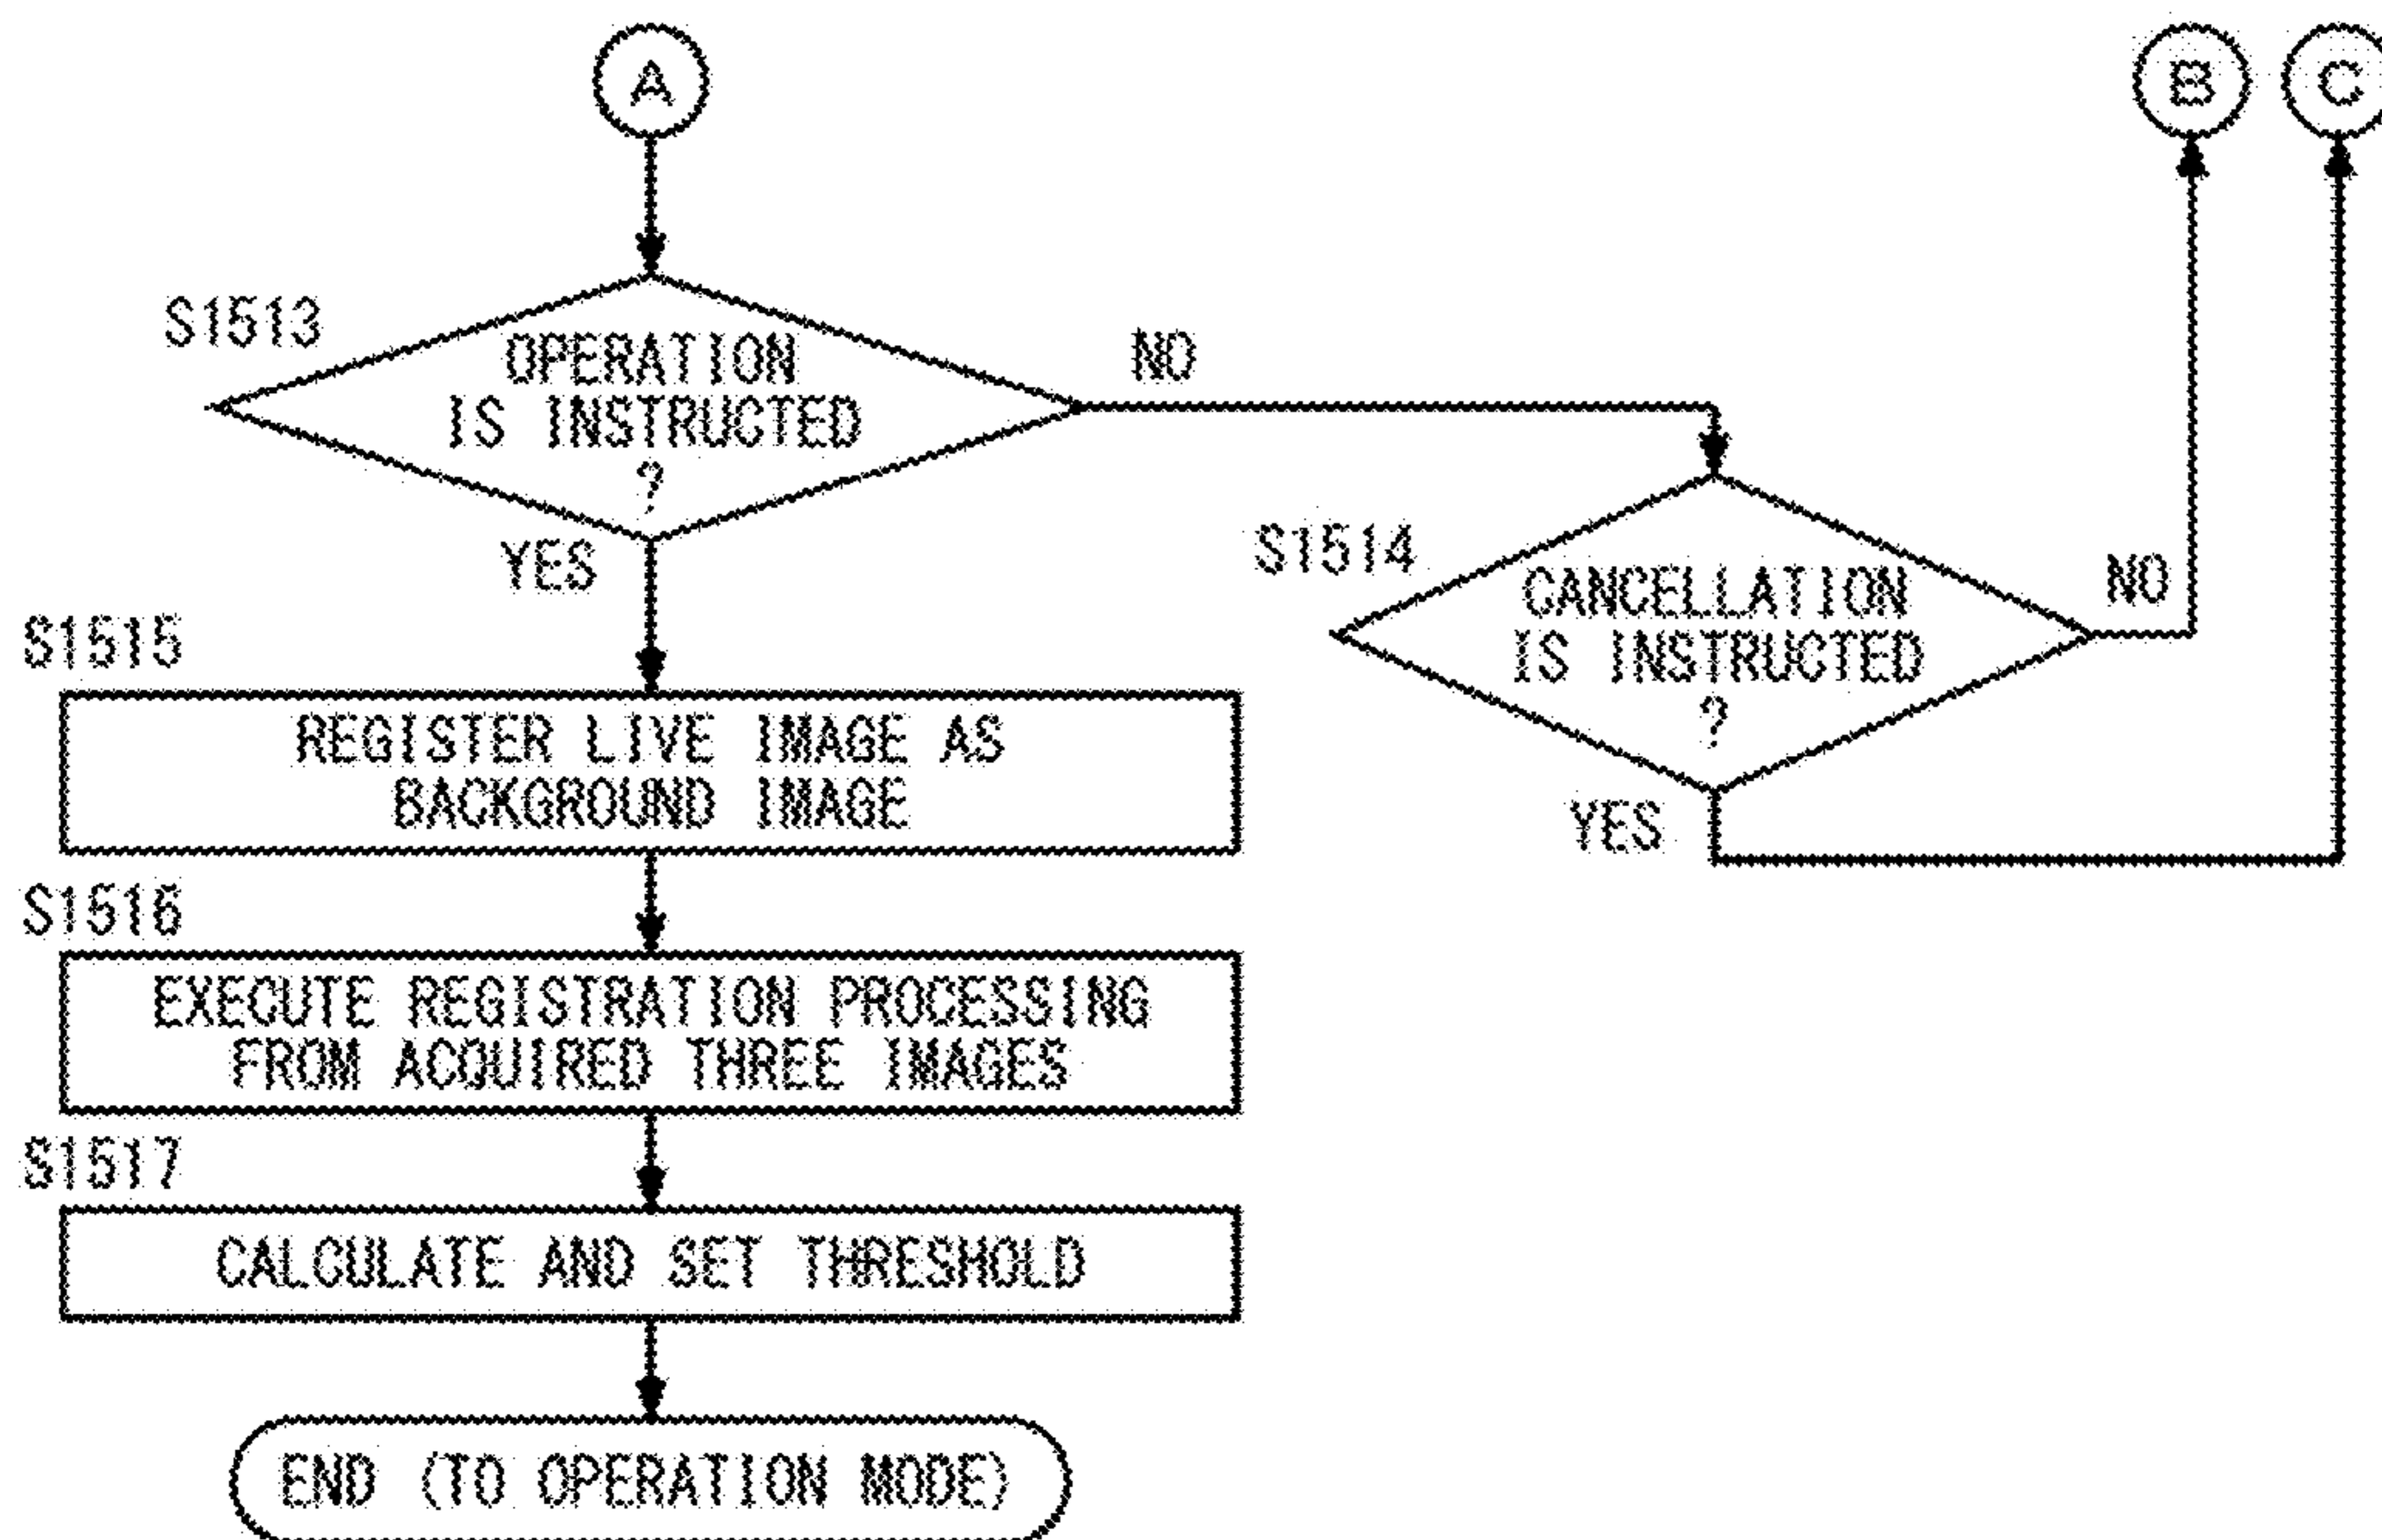 A
B
C
S1513
OPERATION
IS INSTRUCTED
?
NO
YES
S1514
CANCELLATION
IS INSTRUCTED
?
NO
YES
S1515
REGISTER LIVE IMAGE AS
BACKGROUND IMAGE
S1516
EXECUTE REGISTRATION PROCESSING
FROM ACQUIRED THREE IMAGES
S1517
CALCULATE AND SET THRESHOLD
END (TO OPERATION MODE)